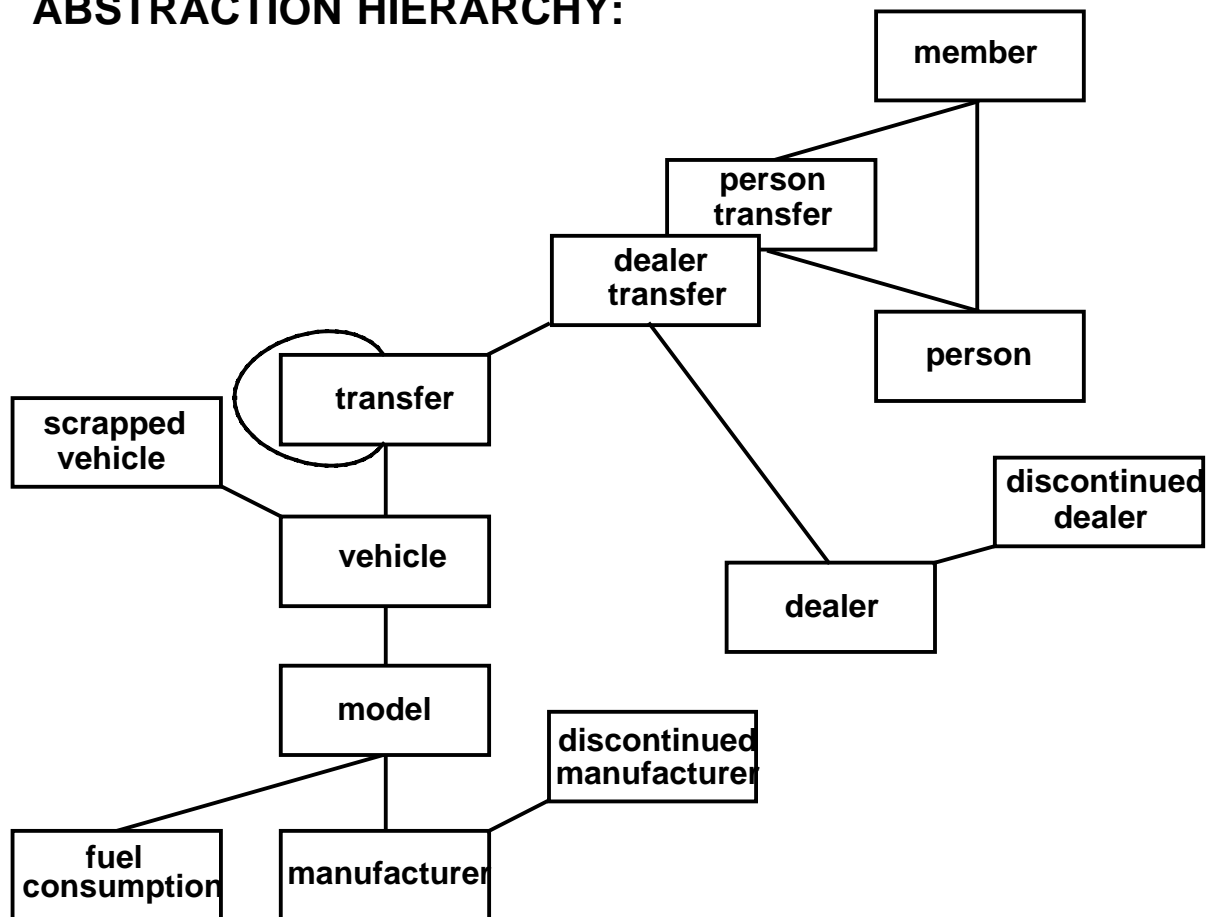 ABSTRACTION HIERARCHY:
member
person
transfer
dealer
transfer
person
transfer
scrapped
vehicle
discontinued
dealer
vehicle
dealer
model
discontinued
manufacturer
fuel
consumption
manufacturer